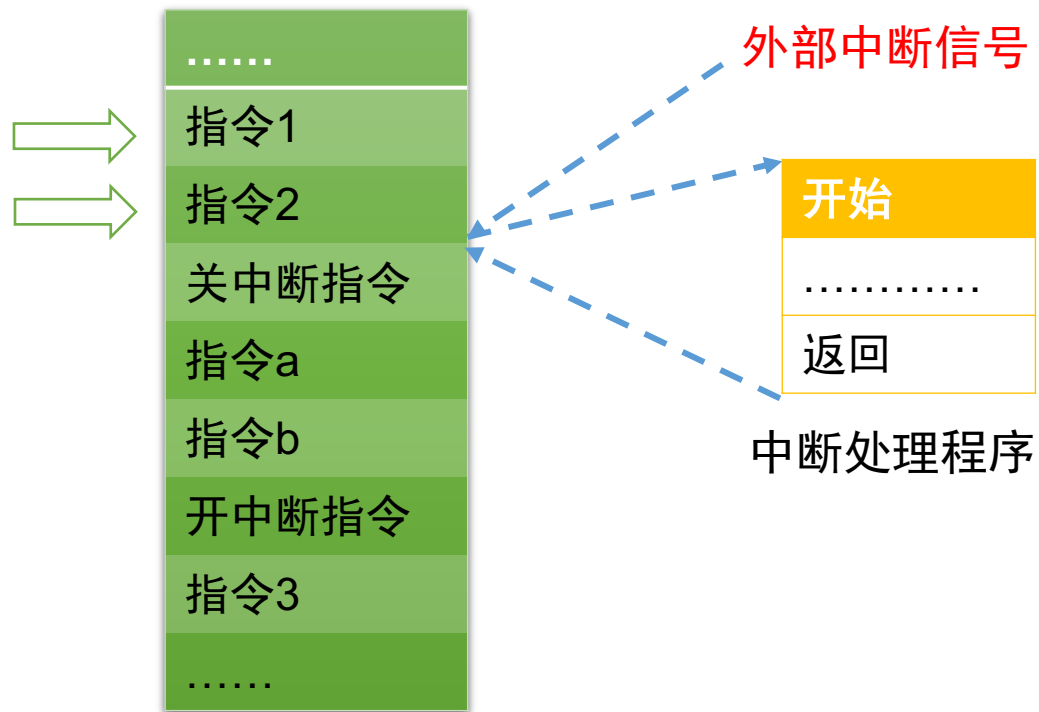 ……
指令1
指令2
关中断指令
指令a
指令b
开中断指令
指令3
……
外部中断信号
开始
…………
返回
中断处理程序